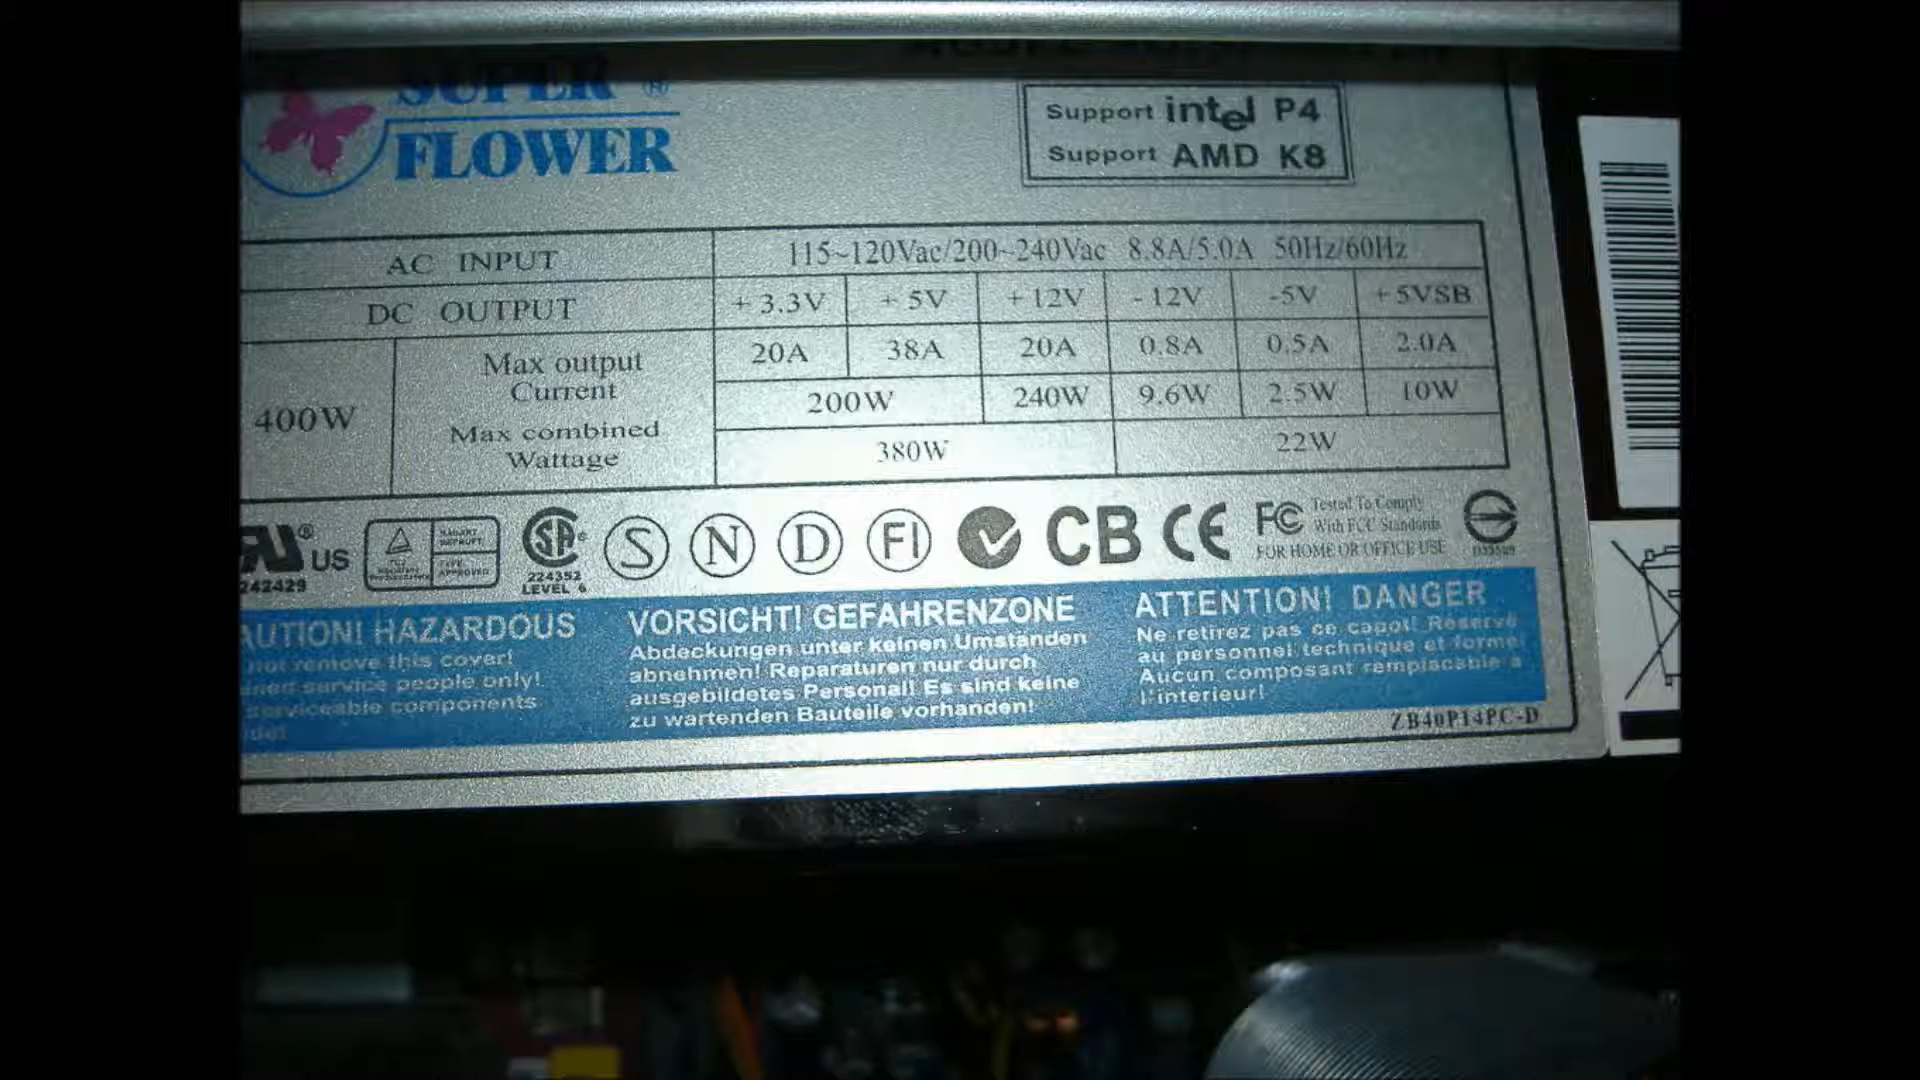 SUPER ®
FLOWER
Support intel P4
Support AMD K8
AC INPUT 115~120Vac/200~240Vac 8.8A/5.0A 50Hz/60Hz
DC OUTPUT +3.3V +5V +12V -12V -5V +5VSB
400W
Max output
Current
20A 38A 20A 0.8A 0.5A 2.0A
Max combined
Wattage
200W 240W 9.6W 2.5W 10W
380W 22W
® US
242429
224352
LEVEL 6
S N D FI CB CE FC
Tested To Comply
With FCC Standards
FOR HOME OR OFFICE USE
AUTION! HAZARDOUS
not remove this cover!
ined service people only!
serviceable components
VORSICHT! GEFAHRENZONE
Abdeckungen unter keinen Umständen
abnehmen! Reparaturen nur durch
ausgebildetes Personal! Es sind keine
zu wartenden Bauteile vorhanden!
ATTENTION! DANGER
Ne retirez pas ce capot! Réservé
au personnel technique et formé
Aucun composant remplacable à
l'interieur!
ZB40P14PC-D